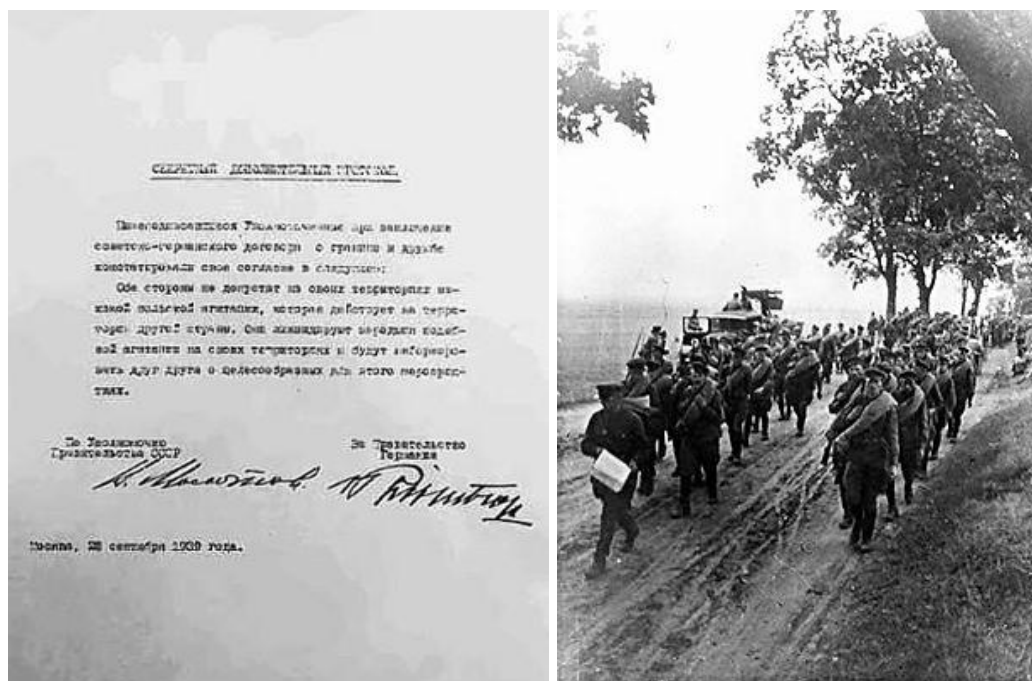 СЕКРЕТНЫЙ ДОПОЛНИТЕЛЬНЫЙ ПРОТОКОЛ.
Нижеподписавшиеся Уполномоченные при заключении
советско-германского договора о границе и дружбе
констатировали свое согласие в следующем:
Обе стороны не допустят на своих территориях ни-
какой польской агитации, которая действует на терри-
торию другой страны. Они ликвидируют зародыши подоб-
ной агитации на своих территориях и будут информиро-
вать друг друга о целесообразных для этого мероприя-
тиях.
По Уполномочию
Правительства СССР
За Правительство
Германии
В. Молотов.
Москва, 28 сентября 1939 года.